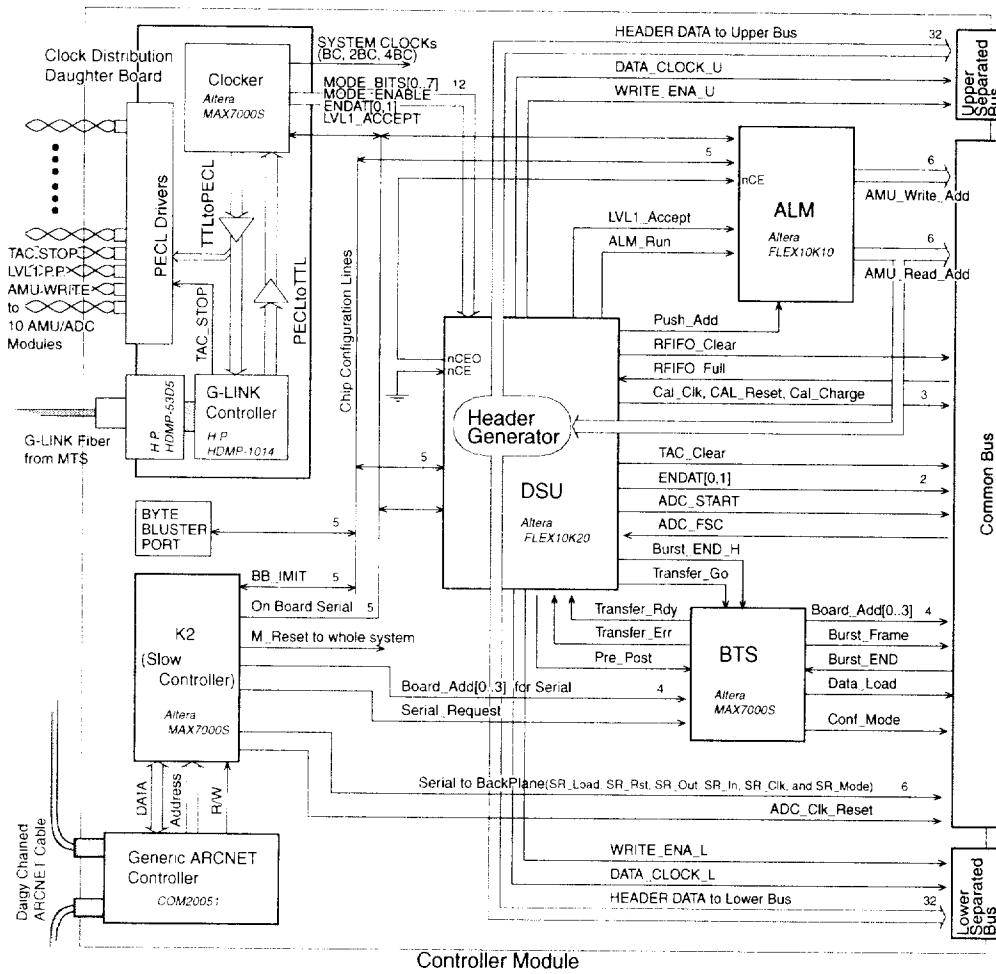 Clock Distribution
Daughter Board
Clocker
Altera
MAX7000S
SYSTEM CLOCKs
(BC, 2BC, 4BC)
MODE_BITS[0..7]
MODE_ENABLE
ENDAT[0,1]
LVL1_ACCEPT
12
HEADER DATA to Upper Bus
32
DATA_CLOCK_U
WRITE_ENA_U
Upper
Separated
Bus
PECL Drivers
TTLtoPECL
PECLtoTTL
TAC_STOP
TAC STOP
LVL1-P.P.
AMU-WRITE
to
10 AMU/ADC
Modules
G-LINK
Controller
HP
HDMP-1014
HP
HDMP-53D5
G-LINK Fiber
from MTS
Chip Configuration Lines
5
nCE
ALM
Altera
FLEX10K10
6
AMU_Write_Add
6
AMU_Read_Add
LVL1_Accept
ALM_Run
Push_Add
RFIFO_Clear
RFIFO_Full
Cal_Clk, CAL_Reset, Cal_Charge
3
nCEO
nCE
Header
Generator
DSU
Altera
FLEX10K20
5
TAC_Clear
ENDAT[0,1]
2
ADC_START
ADC_FSC
Burst_END_H
Transfer_Go
Common Bus
BYTE
BLUSTER
PORT
5
BB_IMIT
5
On Board Serial
5
M_Reset to whole system
K2
(Slow
Controller)
Altera
MAX7000S
Transfer_Rdy
Transfer_Err
Pre_Post
BTS
Altera
MAX7000S
Board_Add[0..3]
4
Burst_Frame
Burst_END
Data_Load
Conf_Mode
Board_Add[0..3] for Serial
4
Serial_Request
Serial to BackPlane(SR_Load, SR_Rst, SR_Out, SR_In, SR_Clk, and SR_Mode)
6
ADC_Clk_Reset
DATA
Address
R/W
Daigy Chained
ARCNET Cable
Generic ARCNET
Controller
COM20051
WRITE_ENA_L
DATA_CLOCK_L
HEADER DATA to Lower Bus
32
Lower
Separated
Bus
Controller Module